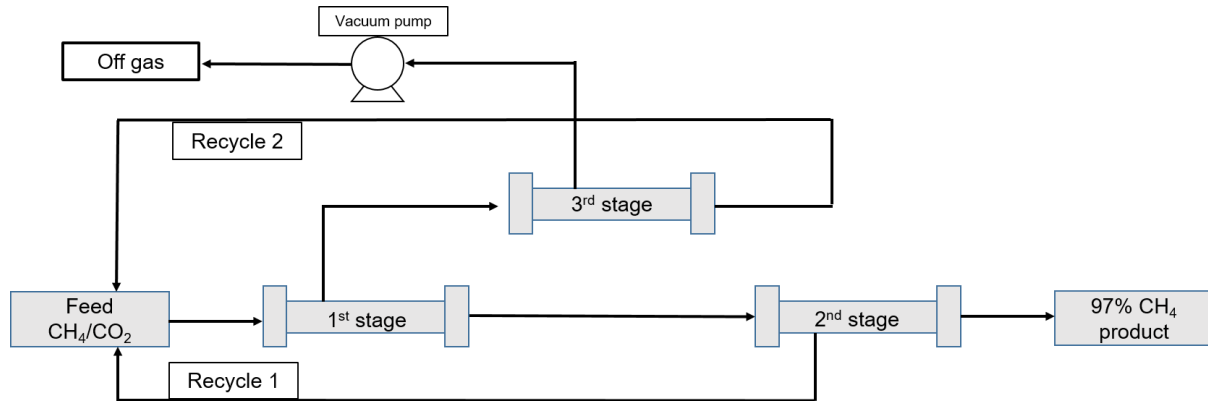 Vacuum pump
Off gas
Recycle 2
3rd stage
Feed
CH₄/CO₂
1st stage
2nd stage
97% CH₄
product
Recycle 1